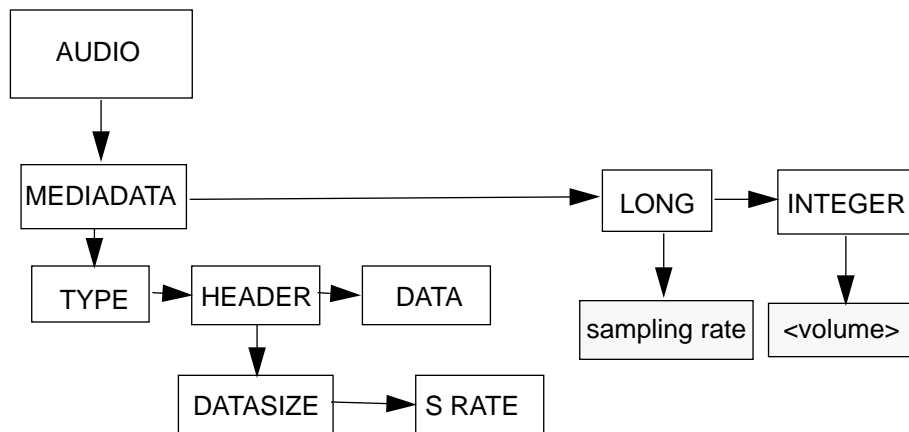 AUDIO
MEDIADATA
LONG
INTEGER
TYPE
HEADER
DATA
sampling rate
<volume>
DATASIZE
S RATE